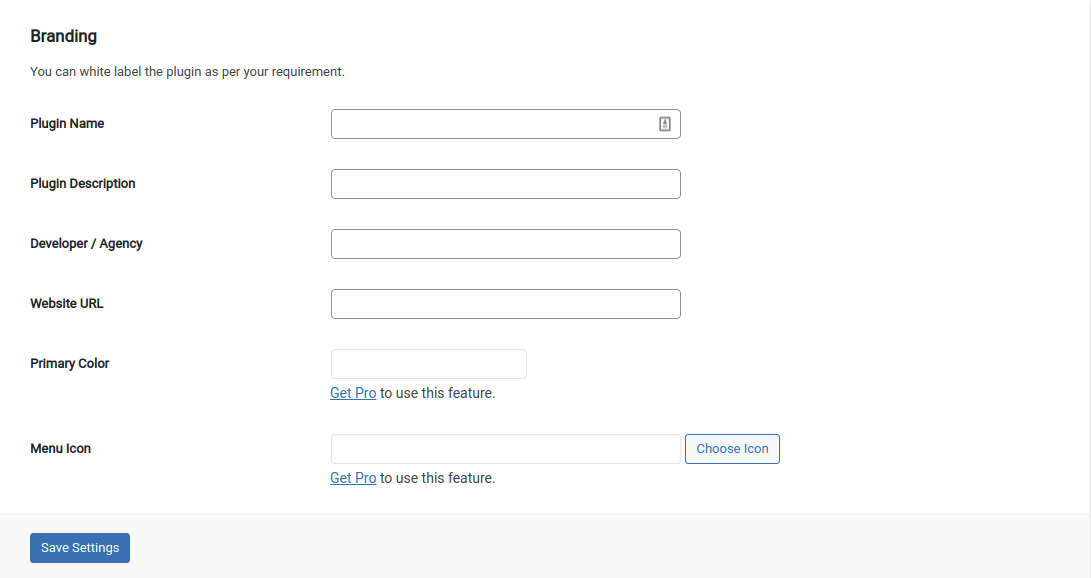 Branding
You can white label the plugin as per your requirement.
Plugin Name
Plugin Description
Developer / Agency
Website URL
Primary Color
Get Pro to use this feature.
Menu Icon
Choose Icon
Get Pro to use this feature.
Save Settings